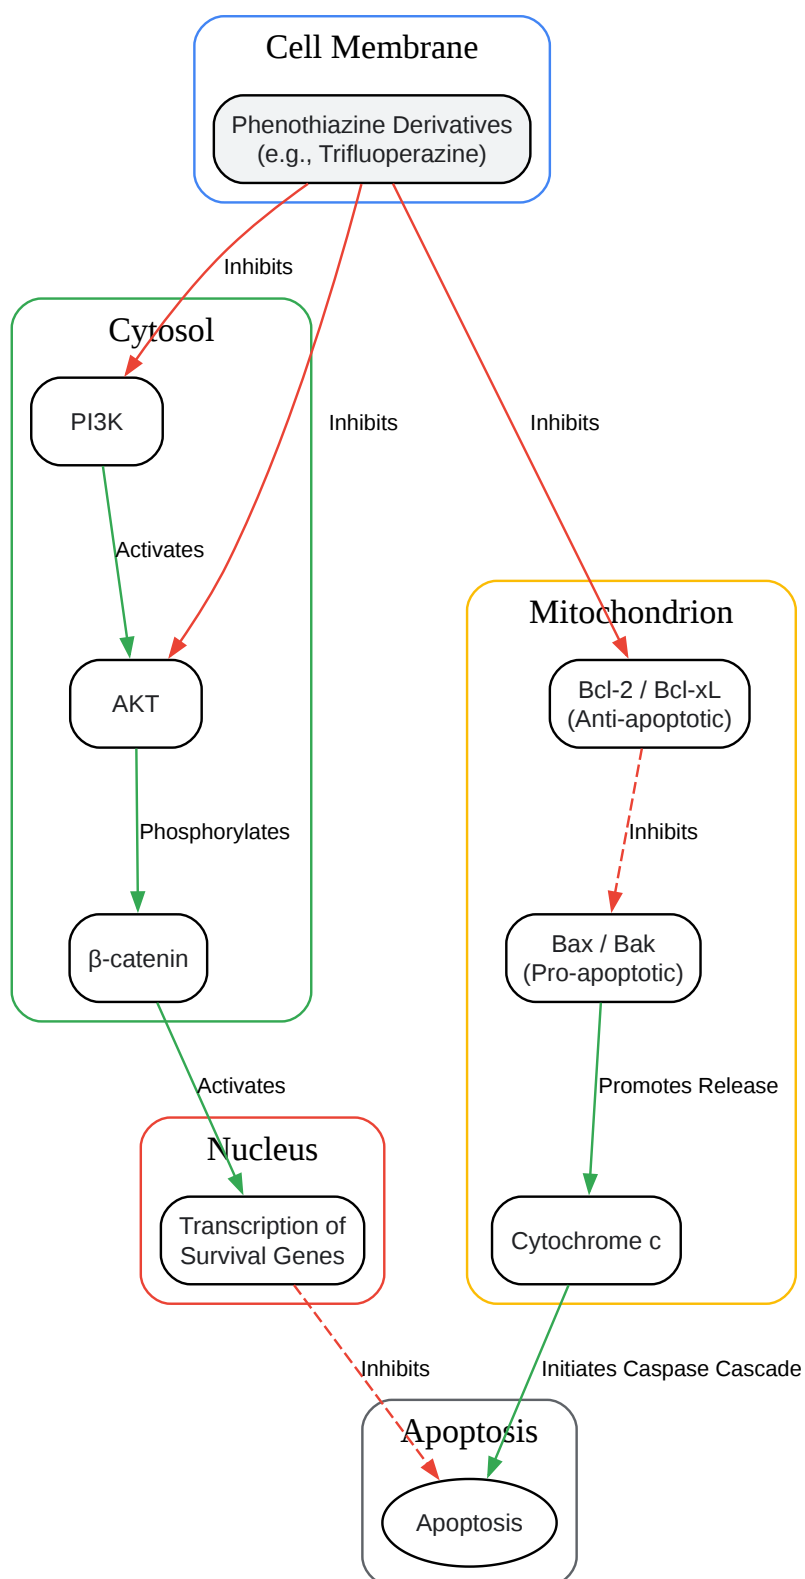 Cell Membrane
Phenothiazine Derivatives
(e.g., Trifluoperazine)
Inhibits
Cytosol
PI3K
Inhibits
Inhibits
Activates
Mitochondrion
AKT
Bcl-2 / Bcl-xL
(Anti-apoptotic)
Phosphorylates
Inhibits
β-catenin
Bax / Bak
(Pro-apoptotic)
Activates
Promotes Release
Nucleus
Transcription of
Survival Genes
Cytochrome c
Inhibits
Initiates Caspase Cascade
Apoptosis
Apoptosis